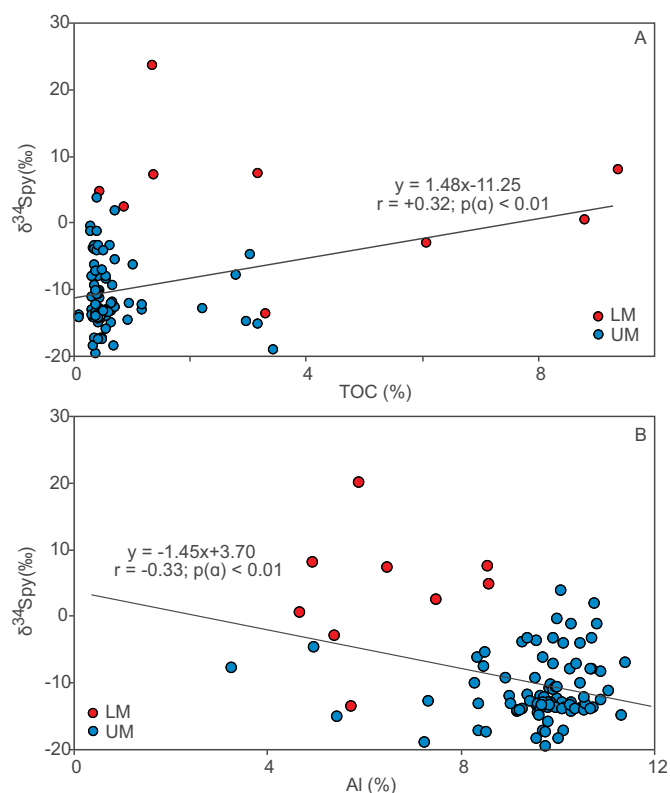 A
30
20
10
0
-10
-20
δ³⁴Spy(‰)
y = 1.48x-11.25
r = +0.32; p(α) < 0.01
LM
UM
0 4 8
TOC (%)
B
30
20
10
0
-10
-20
δ³⁴Spy(‰)
y = -1.45x+3.70
r = -0.33; p(α) < 0.01
LM
UM
0 4 8 12
Al (%)